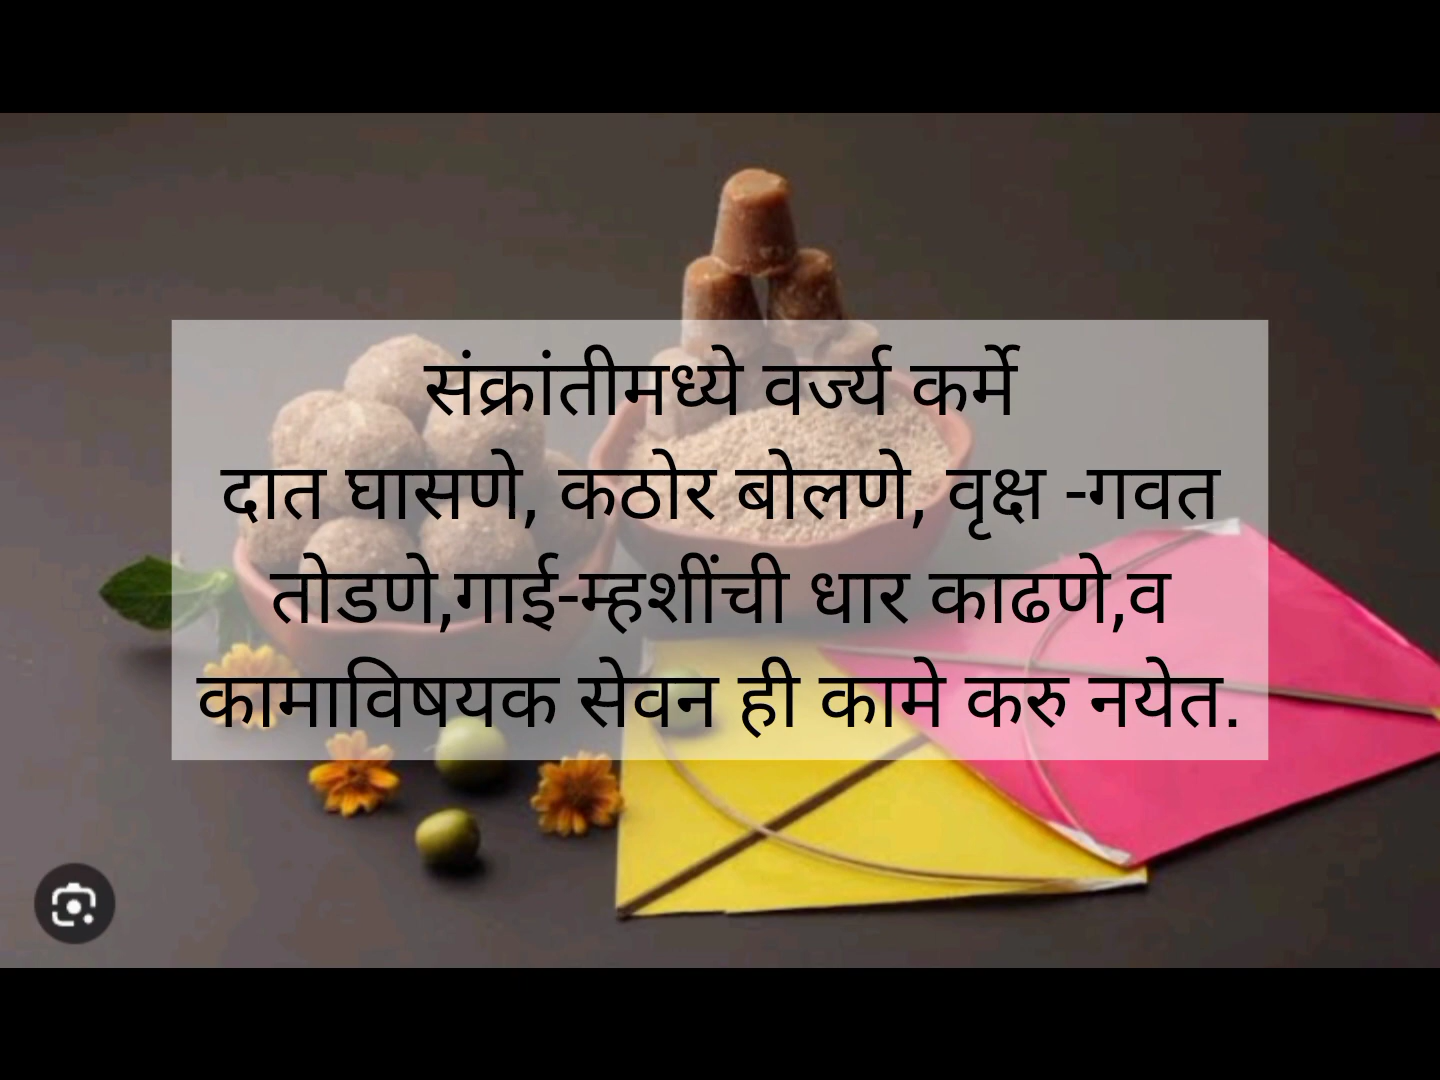 संक्रांतीमध्ये वर्ज्य कर्मे
दात घासणे, कठोर बोलणे, वृक्ष -गवत
तोडणे,गाई-म्हशींची धार काढणे,व
कामाविषयक सेवन ही कामे करु नयेत.